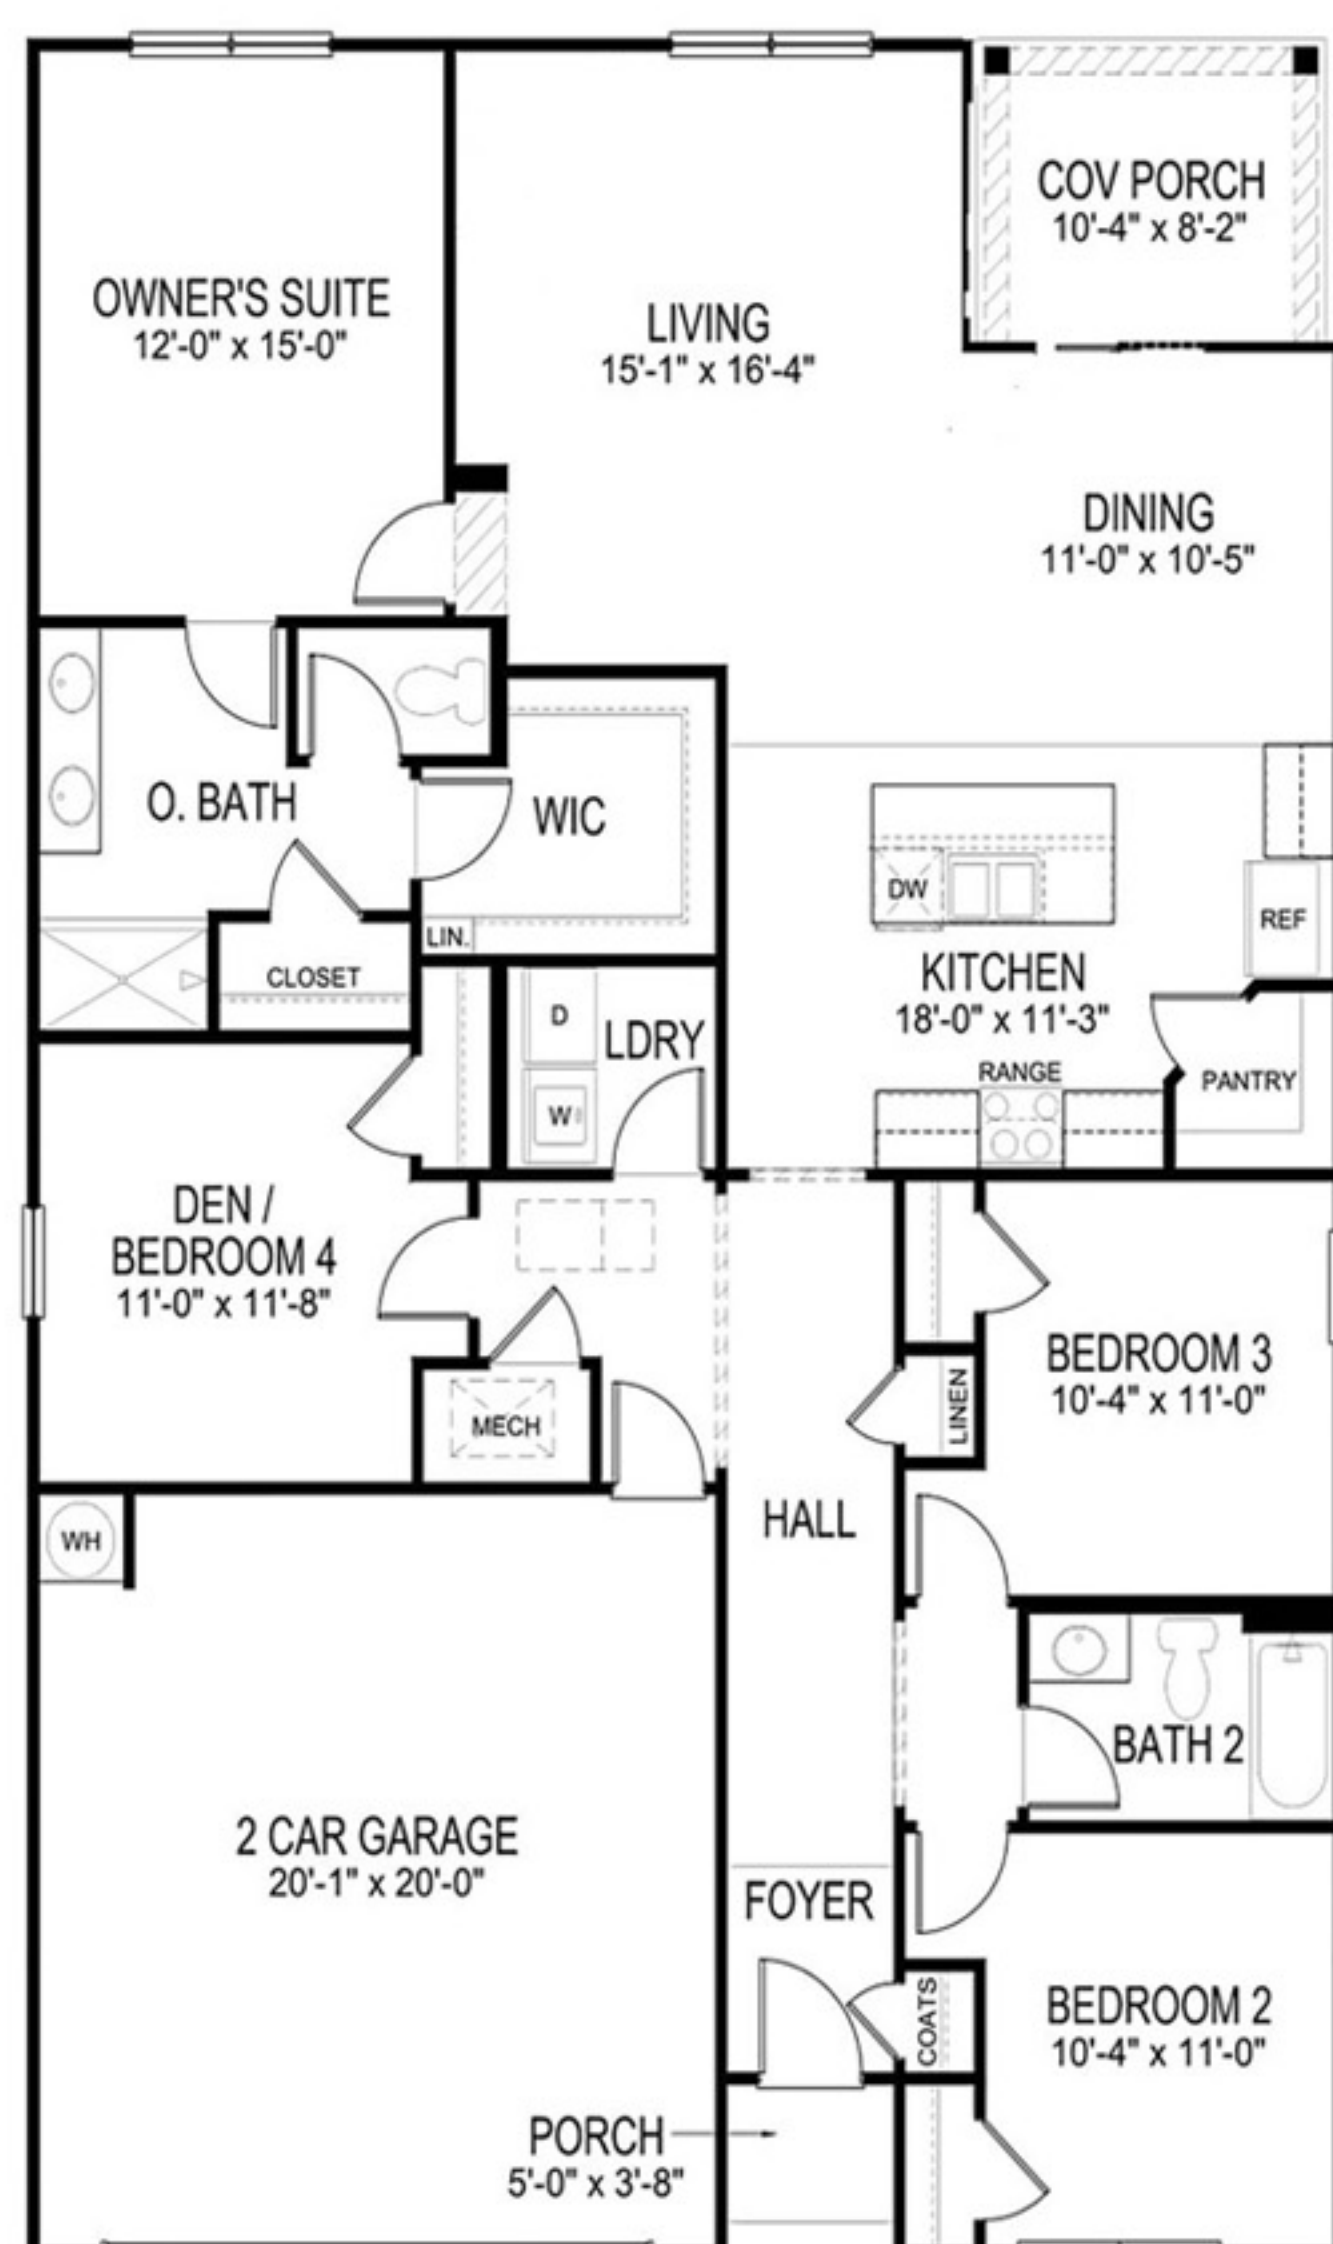 COV PORCH
10'-4" x 8'-2"
OWNER'S SUITE
12'-0" x 15'-0"
LIVING
15'-1" x 16'-4"
DINING
11'-0" x 10'-5"
O. BATH
WIC
DW
REF
LIN.
CLOSET
KITCHEN
18'-0" x 11'-3"
D
LDRY
RANGE
PANTRY
W
DEN /
BEDROOM 4
11'-0" x 11'-8"
BEDROOM 3
10'-4" x 11'-0"
LINEN
MECH
HALL
WH
BATH 2
2 CAR GARAGE
20'-1" x 20'-0"
FOYER
COATS
BEDROOM 2
10'-4" x 11'-0"
PORCH
5'-0" x 3'-8"